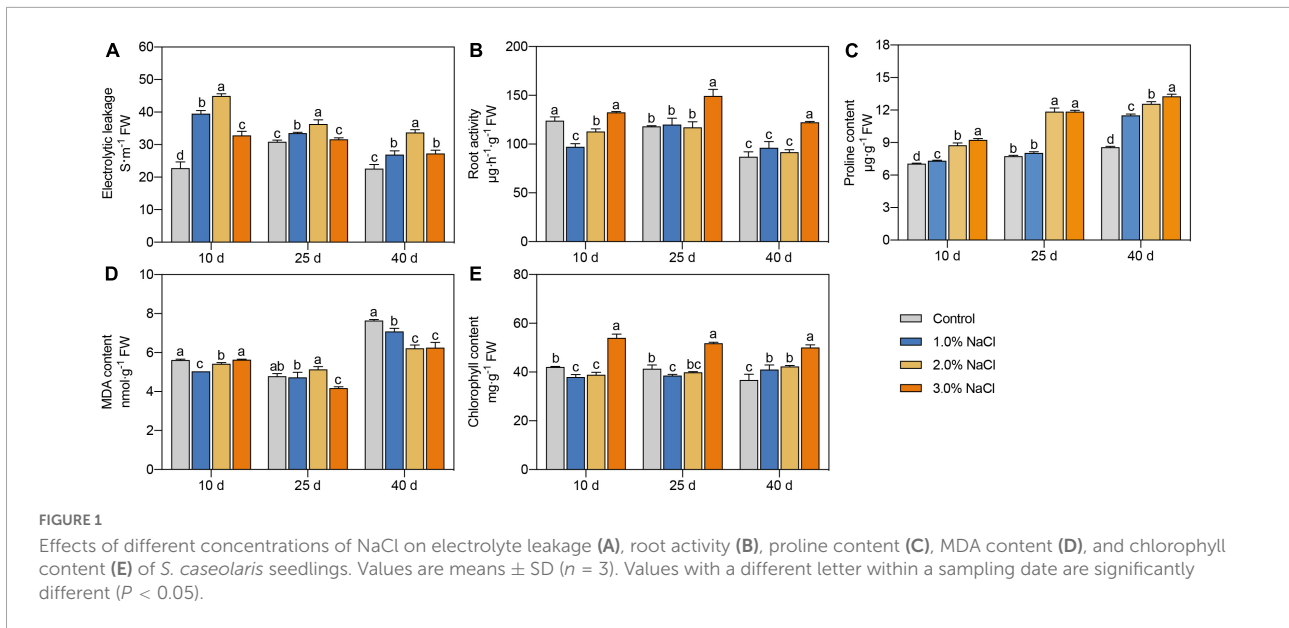 A
Electrolytic leakage
S·m⁻¹ FW
60
50
40
30
20
10
0
d b a c
c b a c
c b a b
10 d 25 d 40 d
B
Root activity
µg·h⁻¹·g⁻¹ FW
200
150
100
50
0
a c b a
b b b a
c b c a
10 d 25 d 40 d
C
Proline content
µg·g⁻¹ FW
18
15
12
9
6
3
0
d c b a
b b a a
d c b a
10 d 25 d 40 d
D
MDA content
nmol·g⁻¹ FW
10
8
6
4
2
0
a c b a
ab b a c
a b c c
10 d 25 d 40 d
E
Chlorophyll content
mg·g⁻¹ FW
80
60
40
20
0
b c c a
b c bc a
c b b a
10 d 25 d 40 d
Control
1.0% NaCl
2.0% NaCl
3.0% NaCl
FIGURE 1
Effects of different concentrations of NaCl on electrolyte leakage (A), root activity (B), proline content (C), MDA content (D), and chlorophyll
content (E) of S. caseolaris seedlings. Values are means ± SD (n = 3). Values with a different letter within a sampling date are significantly
different (P < 0.05).